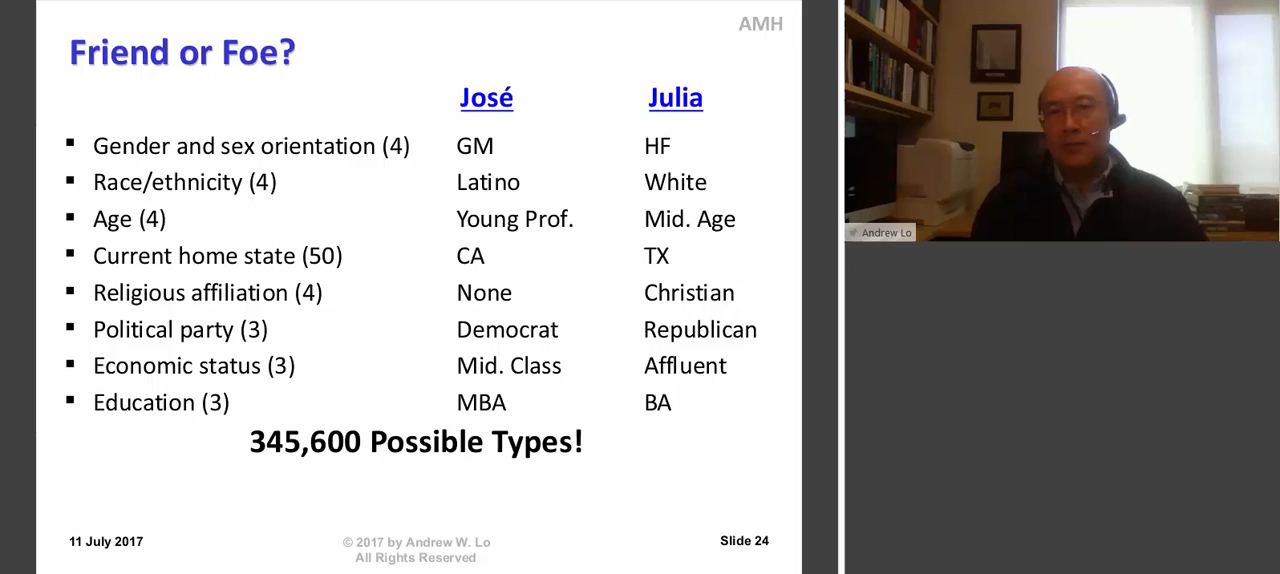 AMH
Friend or Foe?
José Julia
▪ Gender and sex orientation (4) GM HF
▪ Race/ethnicity (4) Latino White
▪ Age (4) Young Prof. Mid. Age
▪ Current home state (50) CA TX
▪ Religious affiliation (4) None Christian
▪ Political party (3) Democrat Republican
▪ Economic status (3) Mid. Class Affluent
▪ Education (3) MBA BA
345,600 Possible Types!
11 July 2017 © 2017 by Andrew W. Lo Slide 24
All Rights Reserved
Andrew Lo